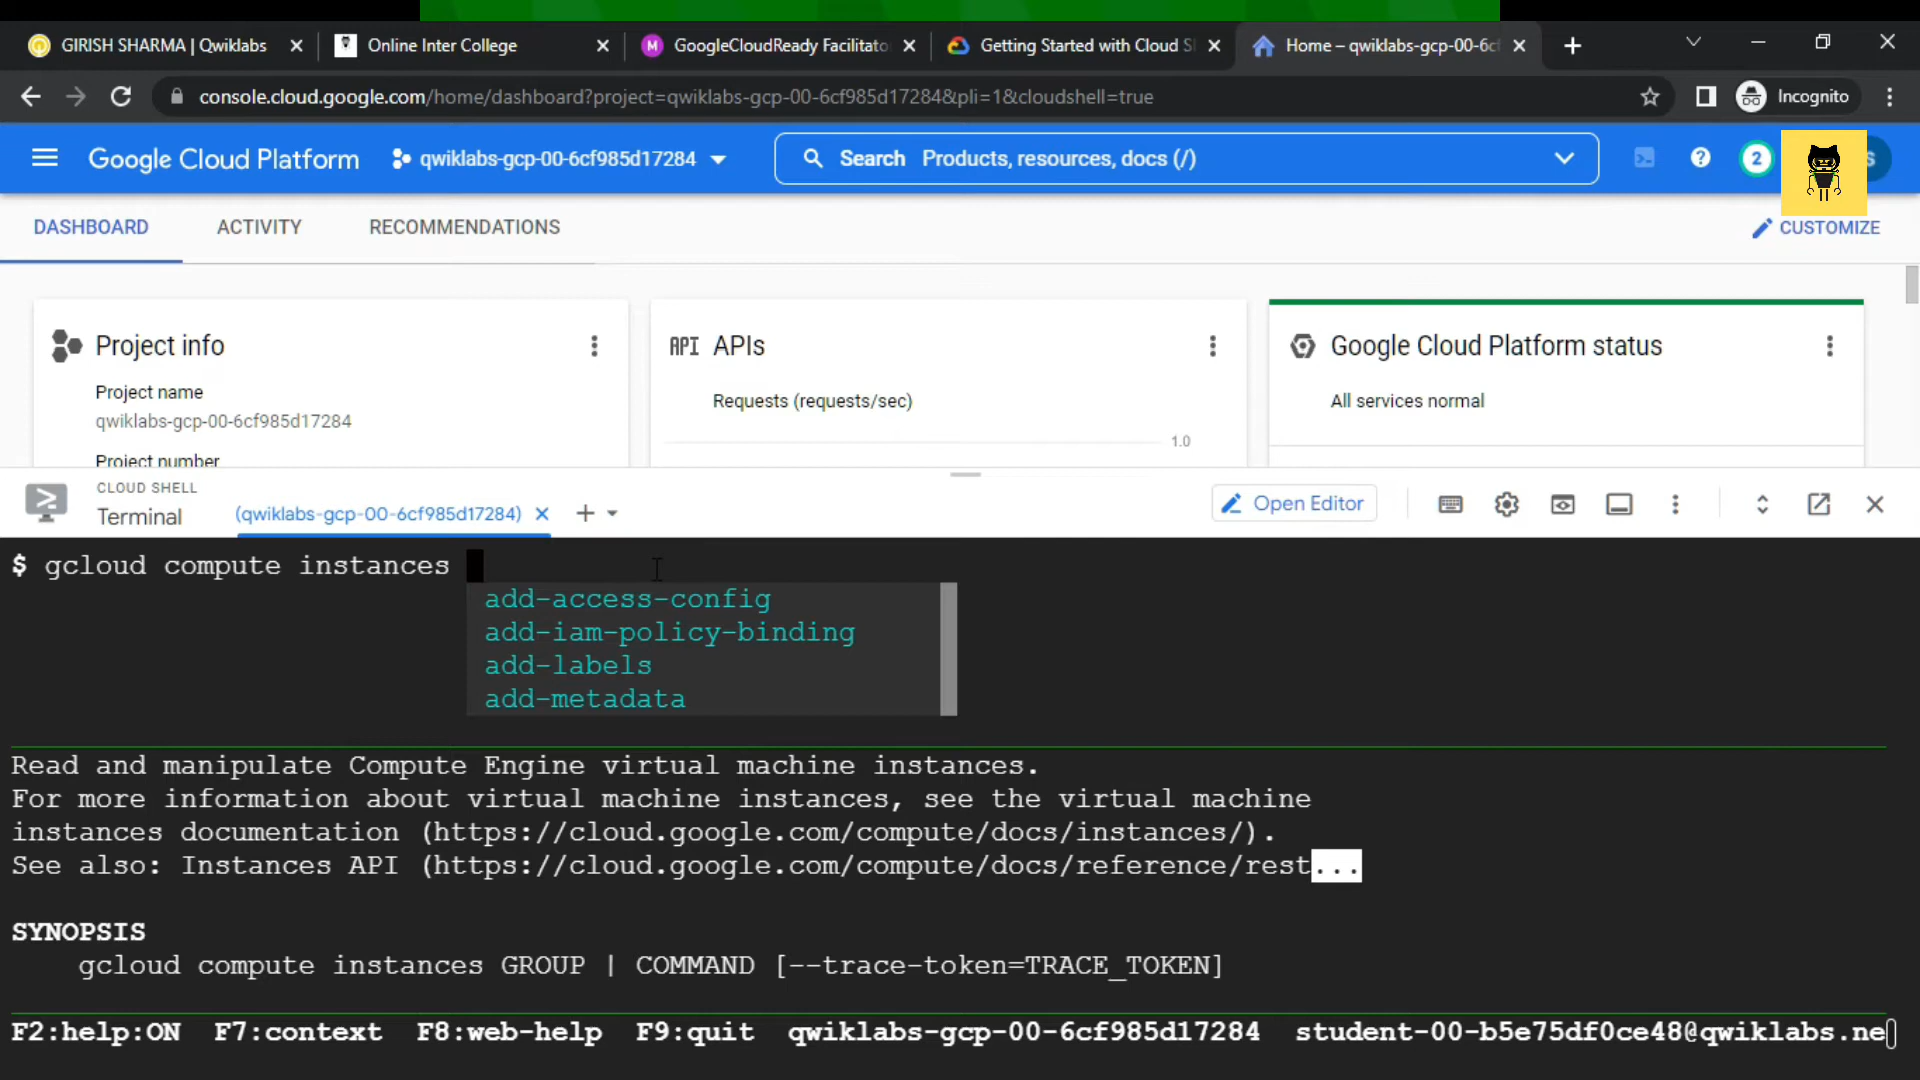 GIRISH SHARMA | Qwiklabs
Online Inter College
M GoogleCloudReady Facilitato
Getting Started with Cloud S
Home – qwiklabs-gcp-00-6cf
console.cloud.google.com/home/dashboard?project=qwiklabs-gcp-00-6cf985d17284&pli=1&cloudshell=true
Incognito
Google Cloud Platform
qwiklabs-gcp-00-6cf985d17284
Search Products, resources, docs (/)
2
S
DASHBOARD
ACTIVITY
RECOMMENDATIONS
CUSTOMIZE
Project info
Project name
qwiklabs-gcp-00-6cf985d17284
Project number
API APIs
Requests (requests/sec)
1.0
Google Cloud Platform status
All services normal
CLOUD SHELL
Terminal
(qwiklabs-gcp-00-6cf985d17284)
Open Editor
$ gcloud compute instances
add-access-config
add-iam-policy-binding
add-labels
add-metadata
Read and manipulate Compute Engine virtual machine instances.
For more information about virtual machine instances, see the virtual machine
instances documentation (https://cloud.google.com/compute/docs/instances/).
See also: Instances API (https://cloud.google.com/compute/docs/reference/rest...
SYNOPSIS
gcloud compute instances GROUP | COMMAND [--trace-token=TRACE_TOKEN]
F2:help:ON F7:context F8:web-help F9:quit qwiklabs-gcp-00-6cf985d17284 student-00-b5e75df0ce48@qwiklabs.ne